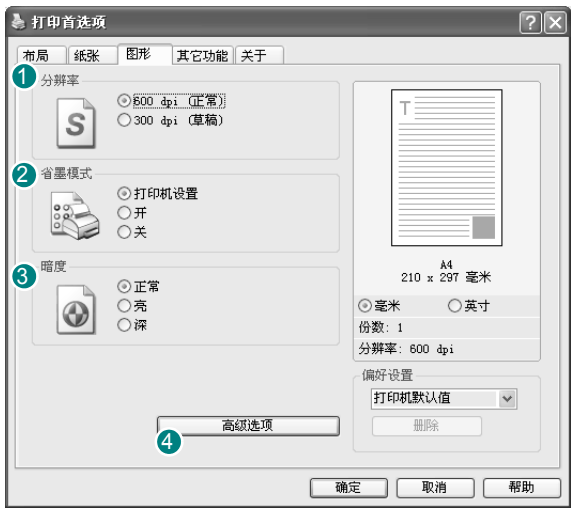 打印首选项
布局 纸张 图形 其它功能 关于
1 分辨率
600 dpi (正常)
300 dpi (草稿)
S
2 省墨模式
打印机设置
开
关
3 暗度
正常
亮
深
4 高级选项
T
A4
210 x 297 毫米
毫米 英寸
份数: 1
分辨率: 600 dpi
偏好设置
打印机默认值
删除
确定 取消 帮助